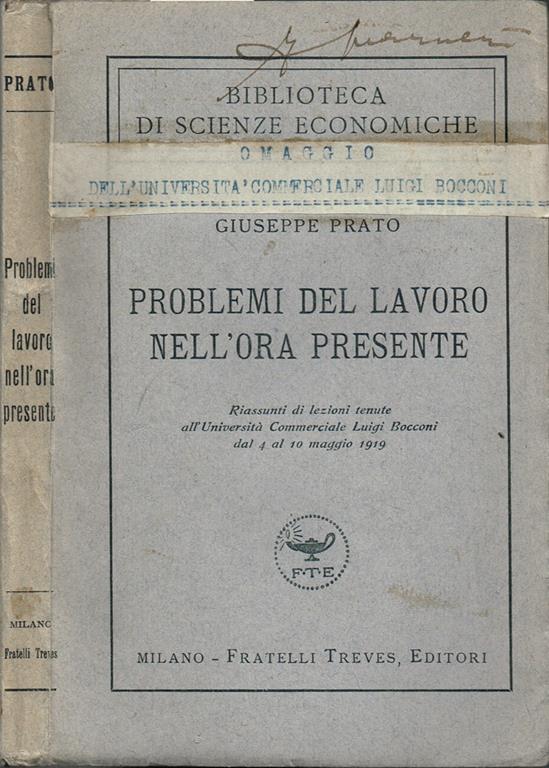 PRATO
Problemi
del
lavoro
nell'ora
presente
MILANO
Fratelli Treves
BIBLIOTECA
DI SCIENZE ECONOMICHE
OMAGGIO
DELL'UNIVERSITA' COMMERCIALE LUIGI BOCCONI
GIUSEPPE PRATO
PROBLEMI DEL LAVORO
NELL'ORA PRESENTE
Riassunti di lezioni tenute
all'Università Commerciale Luigi Bocconi
dal 4 al 10 maggio 1919
F·T·E
MILANO - FRATELLI TREVES, EDITORI